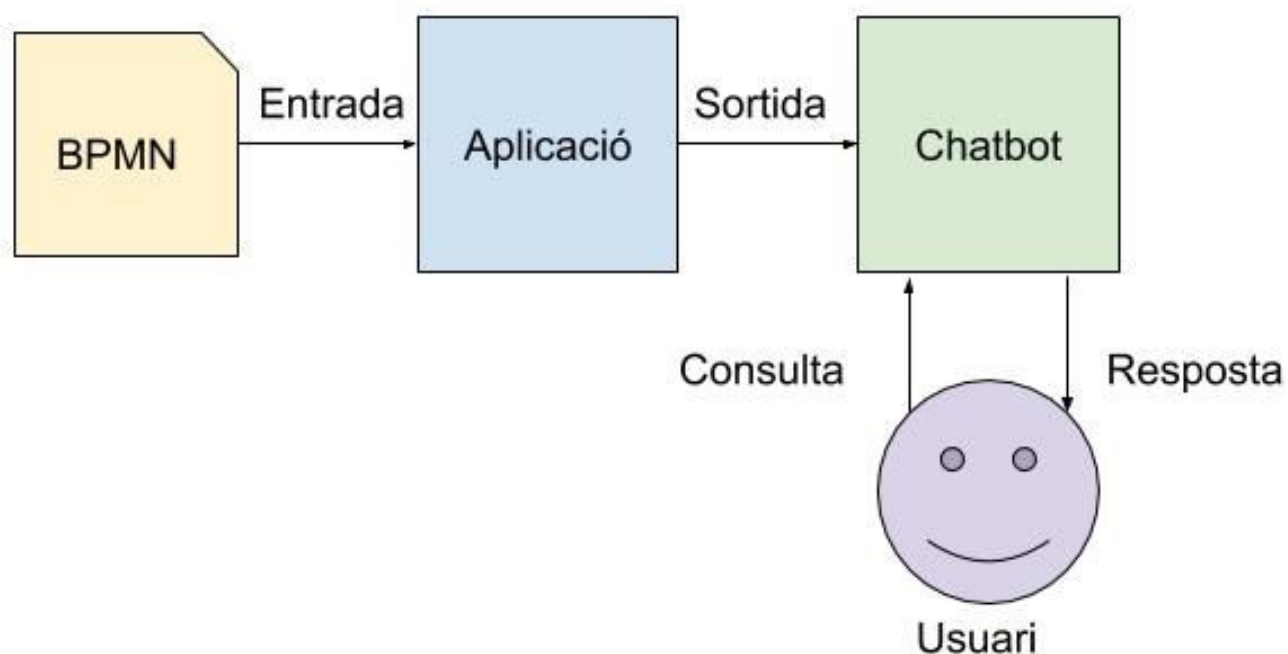 Entrada
Sortida
BPMN
Aplicació
Chatbot
Consulta
Resposta
Usuari